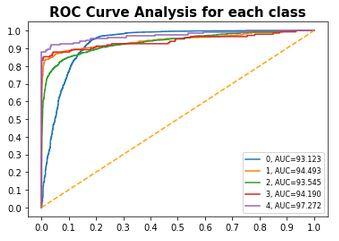 ROC Curve Analysis for each class
1.0
0.9
0.8
0.7
0.6
0.5
0.4
0.3
0.2
0.1
0.0
0, AUC=93.123
1, AUC=94.493
2, AUC=93.545
3, AUC=94.190
4, AUC=97.272
0.0 0.1 0.2 0.3 0.4 0.5 0.6 0.7 0.8 0.9 1.0